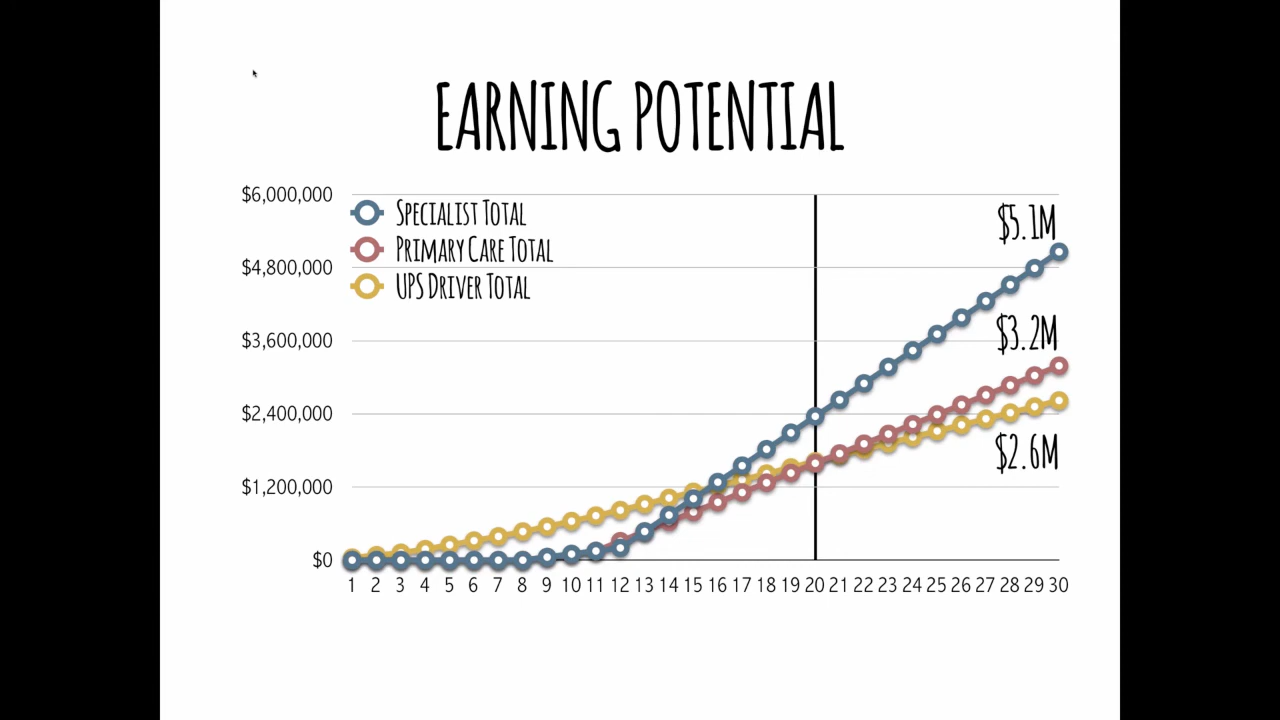 EARNING POTENTIAL
$6,000,000
$4,800,000
$3,600,000
$2,400,000
$1,200,000
$0
SPECIALIST TOTAL
PRIMARY CARE TOTAL
UPS DRIVER TOTAL
$5.1M
$3.2M
$2.6M
1 2 3 4 5 6 7 8 9 10 11 12 13 14 15 16 17 18 19 20 21 22 23 24 25 26 27 28 29 30